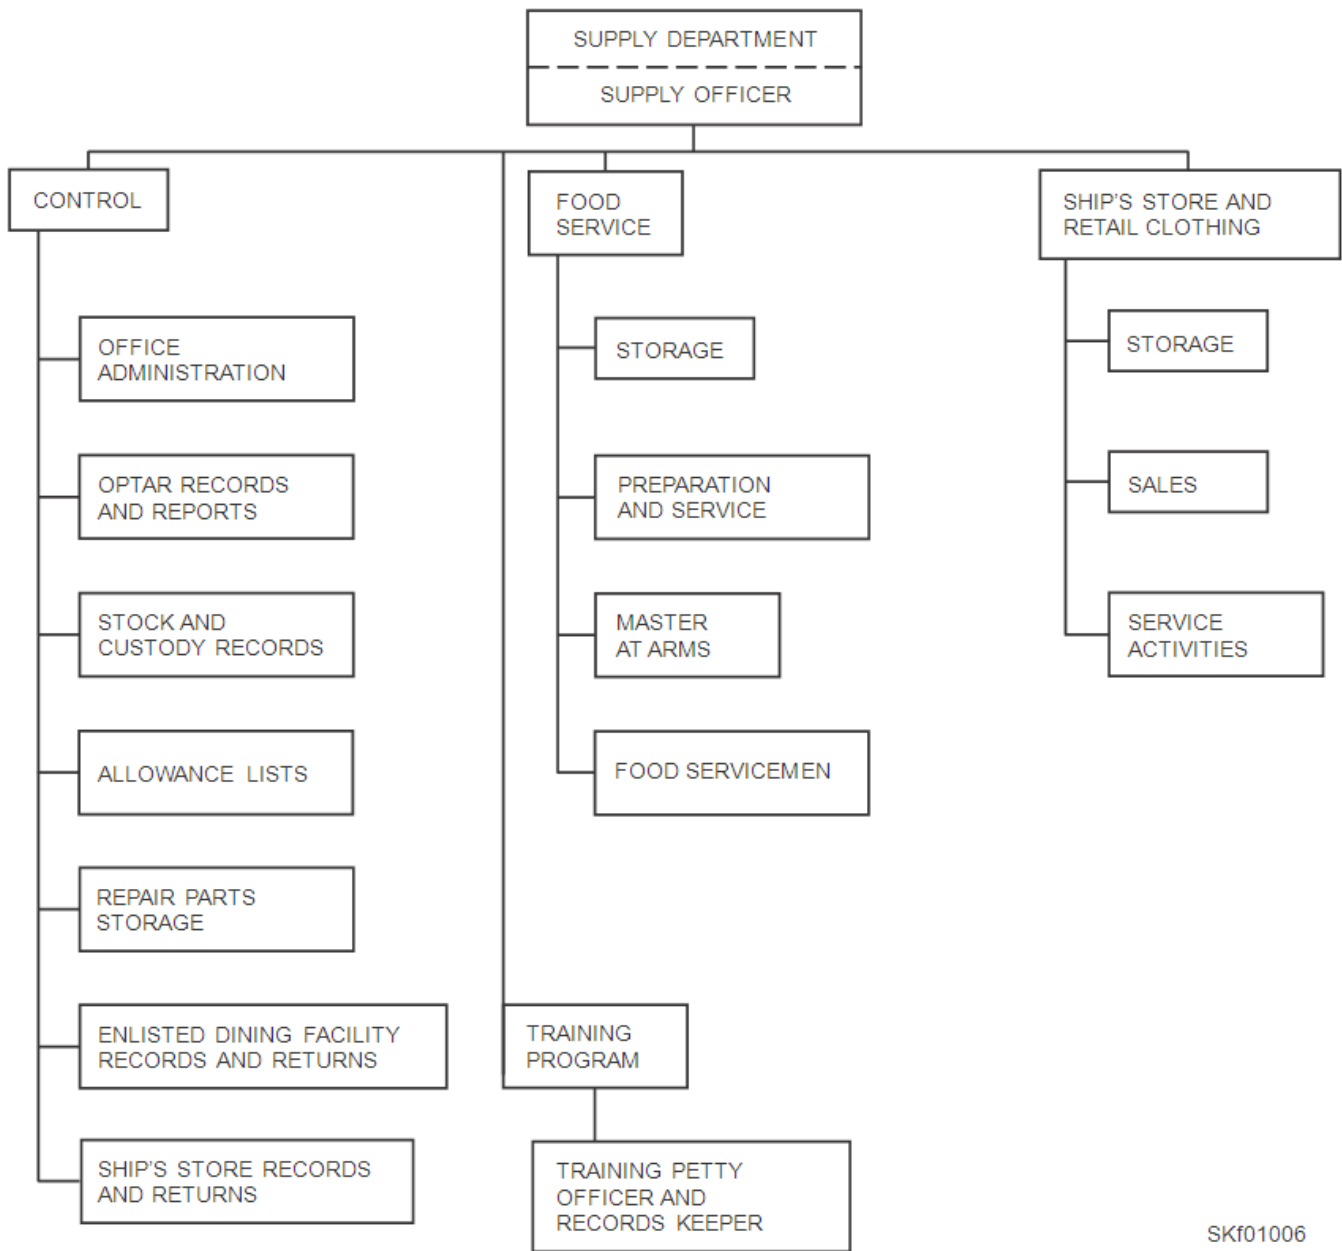 SUPPLY DEPARTMENT
SUPPLY OFFICER
CONTROL
OFFICE
ADMINISTRATION
OPTAR RECORDS
AND REPORTS
STOCK AND
CUSTODY RECORDS
ALLOWANCE LISTS
REPAIR PARTS
STORAGE
ENLISTED DINING FACILITY
RECORDS AND RETURNS
SHIP'S STORE RECORDS
AND RETURNS
FOOD
SERVICE
STORAGE
PREPARATION
AND SERVICE
MASTER
AT ARMS
FOOD SERVICEMEN
TRAINING
PROGRAM
TRAINING PETTY
OFFICER AND
RECORDS KEEPER
SHIP'S STORE AND
RETAIL CLOTHING
STORAGE
SALES
SERVICE
ACTIVITIES
SKf01006